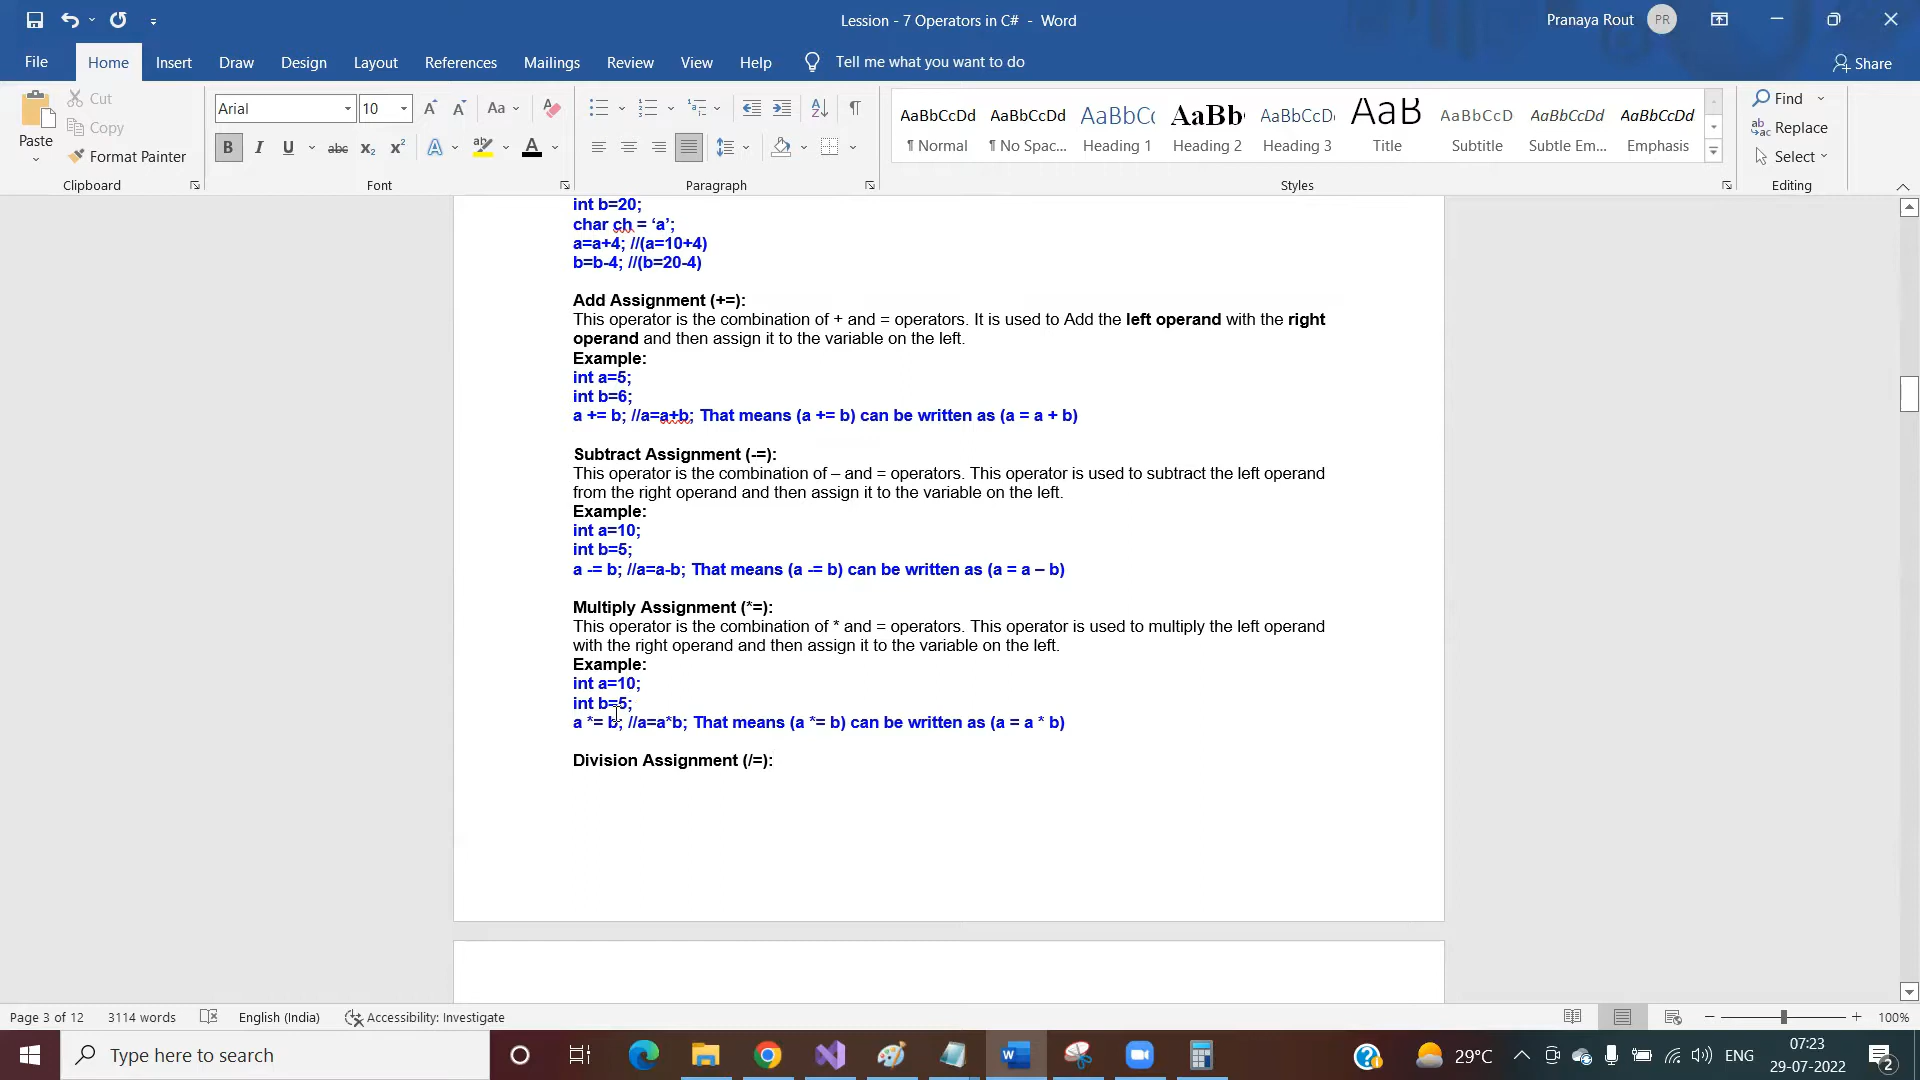 Lession - 7 Operators in C# - Word
Pranaya Rout
PR
File
Home
Insert
Draw
Design
Layout
References
Mailings
Review
View
Help
Tell me what you want to do
Share
Paste
Cut
Copy
Format Painter
Clipboard
Arial
10
Font
Paragraph
AaBbCcDd
¶ Normal
AaBbCcDd
¶ No Spac...
AaBbC
Heading 1
AaBb
Heading 2
AaBbCcD
Heading 3
AaB
Title
AaBbCcD
Subtitle
AaBbCcDd
Subtle Em...
AaBbCcDd
Emphasis
Styles
Find
Replace
Select
Editing
int b=20;
char ch = ‘a’;
a=a+4; //(a=10+4)
b=b-4; //(b=20-4)
Add Assignment (+=):
This operator is the combination of + and = operators. It is used to Add the left operand with the right
operand and then assign it to the variable on the left.
Example:
int a=5;
int b=6;
a += b; //a=a+b; That means (a += b) can be written as (a = a + b)
Subtract Assignment (-=):
This operator is the combination of – and = operators. This operator is used to subtract the left operand
from the right operand and then assign it to the variable on the left.
Example:
int a=10;
int b=5;
a -= b; //a=a-b; That means (a -= b) can be written as (a = a – b)
Multiply Assignment (*=):
This operator is the combination of * and = operators. This operator is used to multiply the left operand
with the right operand and then assign it to the variable on the left.
Example:
int a=10;
int b=5;
a *= b; //a=a*b; That means (a *= b) can be written as (a = a * b)
Division Assignment (/=):
Page 3 of 12
3114 words
English (India)
Accessibility: Investigate
100%
Type here to search
29°C
ENG
07:23
29-07-2022
2